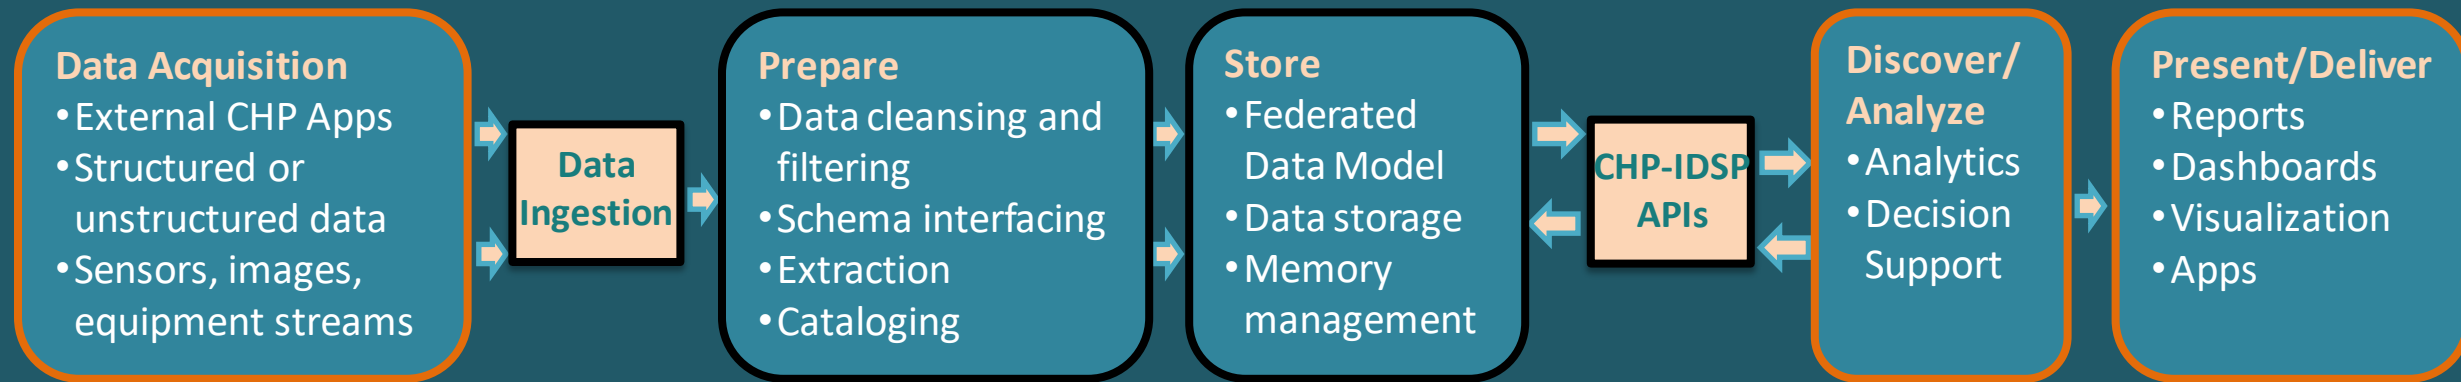 Data Acquisition
•External CHP Apps
•Structured or
unstructured data
•Sensors, images,
equipment streams
Data
Ingestion
Prepare
•Data cleansing and
filtering
•Schema interfacing
•Extraction
•Cataloging
Store
•Federated
Data Model
•Data storage
•Memory
management
CHP-IDSP
APIs
Discover/
Analyze
•Analytics
•Decision
Support
Present/Deliver
•Reports
•Dashboards
•Visualization
•Apps